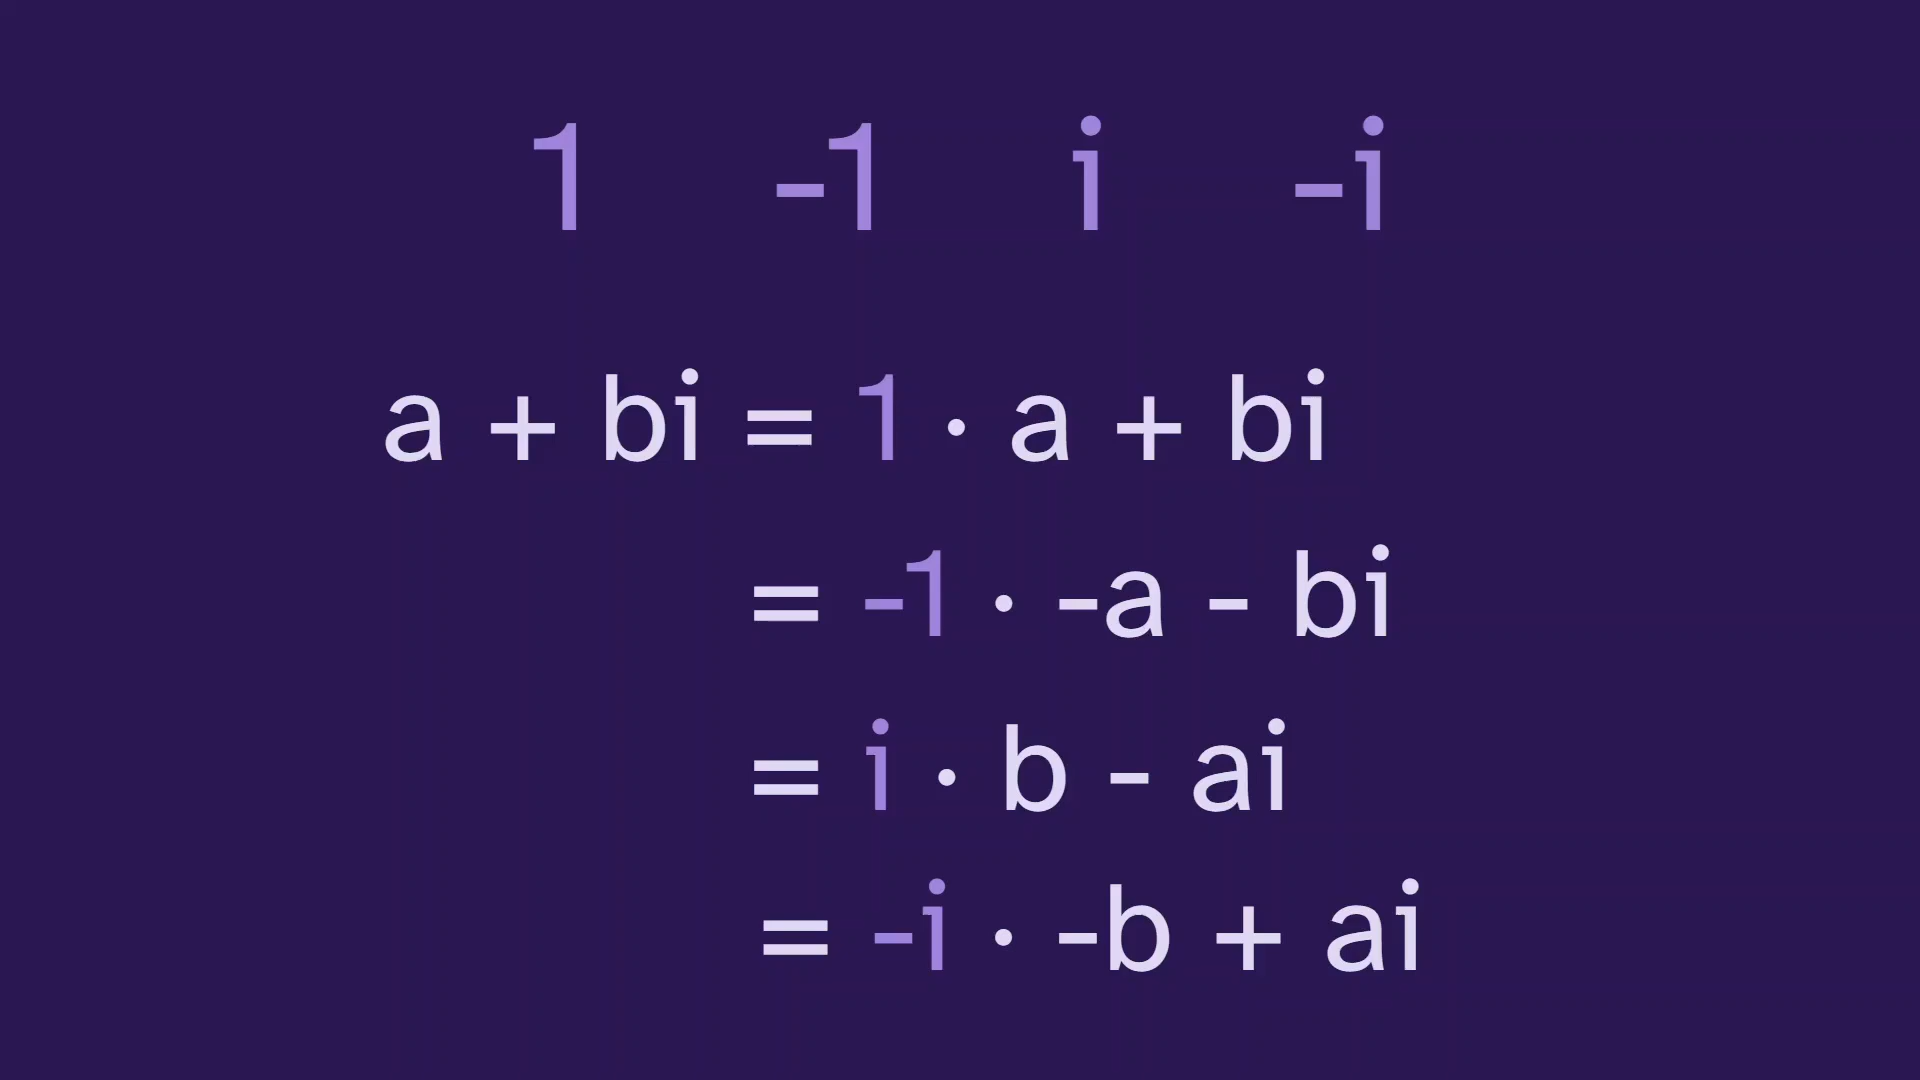 1 -1 i -i
a + bi = 1 · a + bi
= -1 · -a - bi
= i · b - ai
= -i · -b + ai